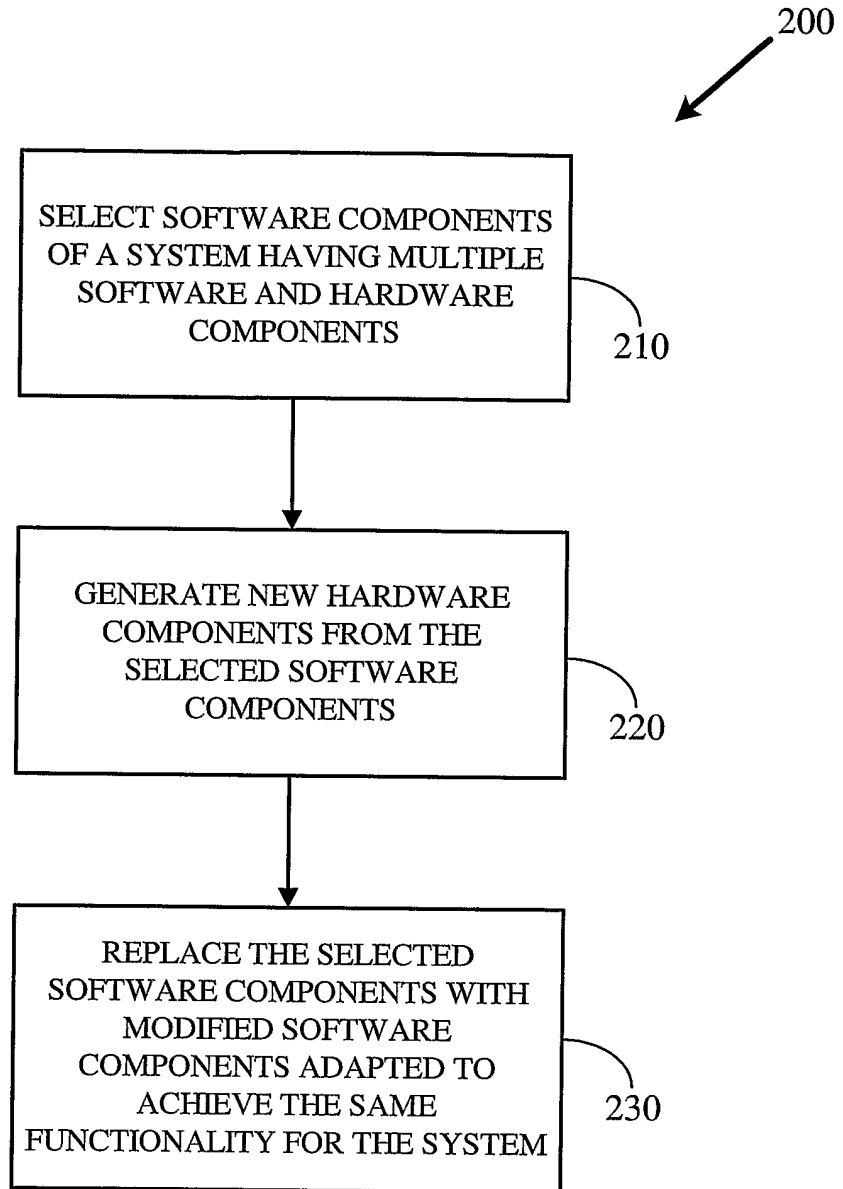 200
SELECT SOFTWARE COMPONENTS
OF A SYSTEM HAVING MULTIPLE
SOFTWARE AND HARDWARE
COMPONENTS
210
GENERATE NEW HARDWARE
COMPONENTS FROM THE
SELECTED SOFTWARE
COMPONENTS
220
REPLACE THE SELECTED
SOFTWARE COMPONENTS WITH
MODIFIED SOFTWARE
COMPONENTS ADAPTED TO
ACHIEVE THE SAME
FUNCTIONALITY FOR THE SYSTEM
230